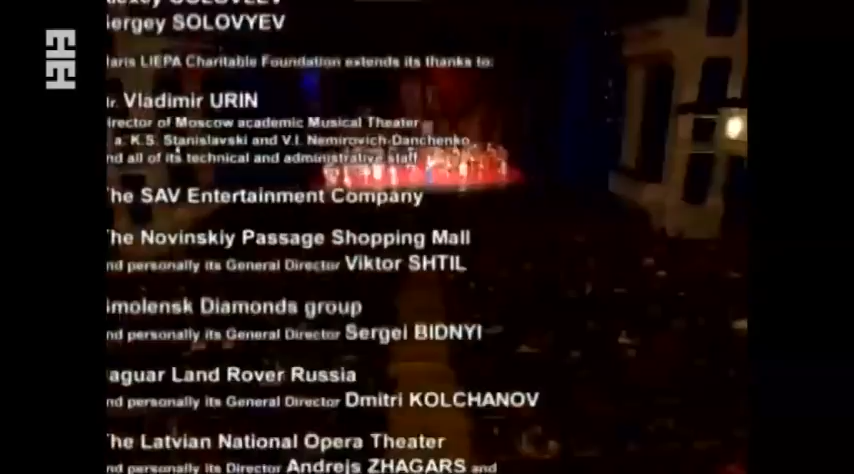 Sergey SOLOVYEV
Maris LIEPA Charitable Foundation extends its thanks to:
Mr. Vladimir URIN
Director of Moscow academic Musical Theater
a. K.S. Stanislavski and V.I. Nemirovich-Danchenko
and all of its technical and administrative staff
The SAV Entertainment Company
The Novinskiy Passage Shopping Mall
and personally its General Director Viktor SHTIL
Smolensk Diamonds group
and personally its General Director Sergei BIDNYI
Jaguar Land Rover Russia
and personally its General Director Dmitri KOLCHANOV
The Latvian National Opera Theater
and personally its Director Andrejs ZHAGARS and